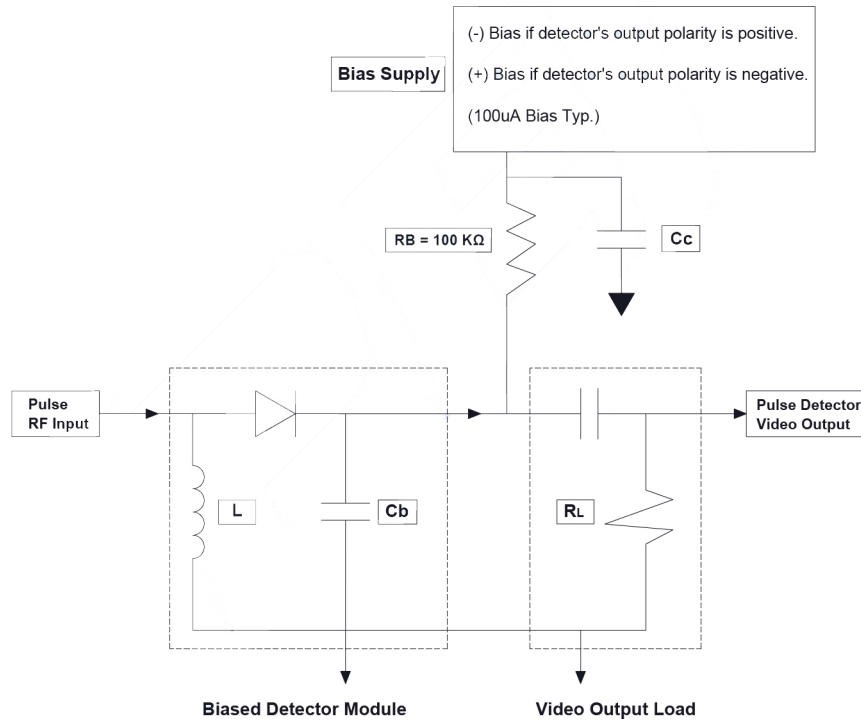 (-) Bias if detector's output polarity is positive.
Bias Supply
(+) Bias if detector's output polarity is negative.
(100uA Bias Typ.)
RB = 100 KΩ
Cc
Pulse
RF Input
Pulse Detector
Video Output
L
Cb
RL
Biased Detector Module
Video Output Load